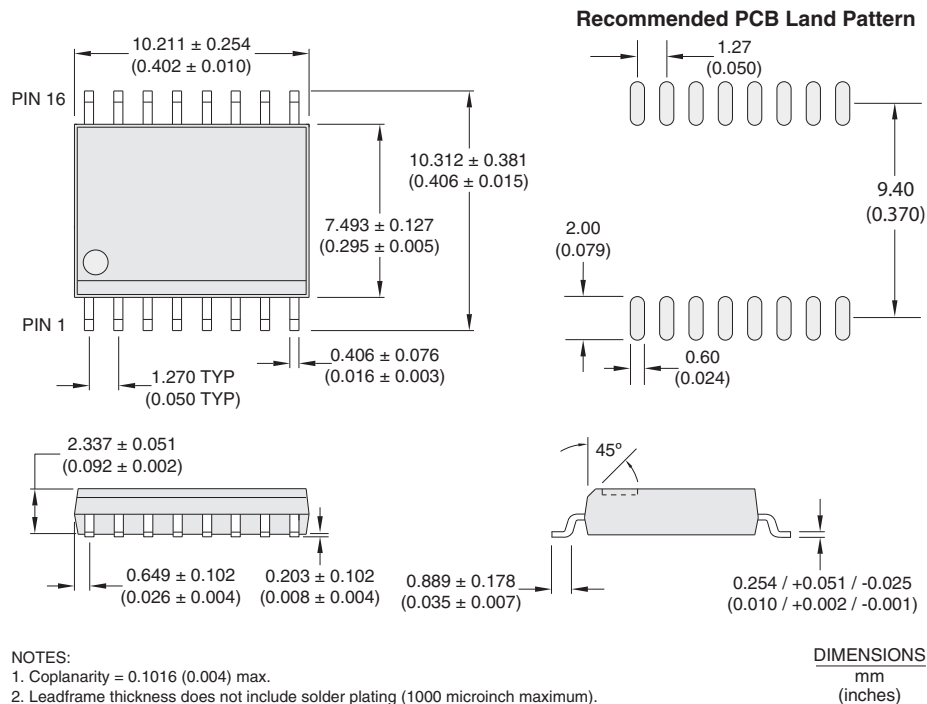 Recommended PCB Land Pattern
10.211 ± 0.254
(0.402 ± 0.010)
PIN 16
10.312 ± 0.381
(0.406 ± 0.015)
7.493 ± 0.127
(0.295 ± 0.005)
PIN 1
1.270 TYP
(0.050 TYP)
0.406 ± 0.076
(0.016 ± 0.003)
1.27
(0.050)
9.40
(0.370)
2.00
(0.079)
0.60
(0.024)
2.337 ± 0.051
(0.092 ± 0.002)
0.649 ± 0.102
(0.026 ± 0.004)
0.203 ± 0.102
(0.008 ± 0.004)
45º
0.889 ± 0.178
(0.035 ± 0.007)
0.254 / +0.051 / -0.025
(0.010 / +0.002 / -0.001)
NOTES:
1. Coplanarity = 0.1016 (0.004) max.
2. Leadframe thickness does not include solder plating (1000 microinch maximum).
DIMENSIONS
mm
(inches)